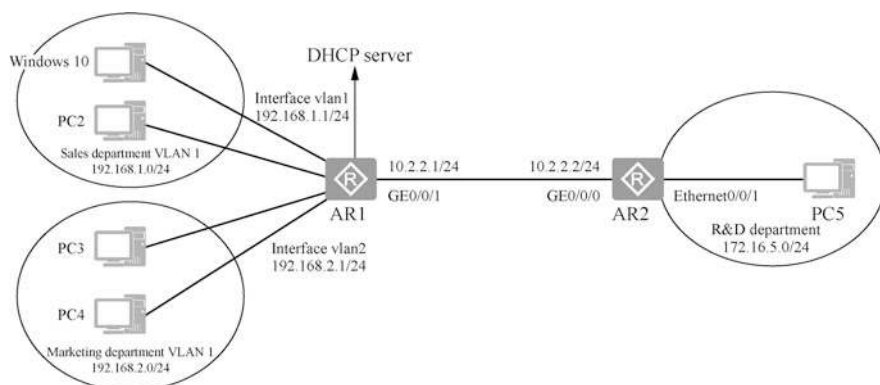 Windows 10
PC2
Sales department VLAN 1
192.168.1.0/24
DHCP server
Interface vlan1
192.168.1.1/24
10.2.2.1/24
GE0/0/1
R
AR1
10.2.2.2/24
GE0/0/0
R
AR2
Ethernet0/0/1
PC5
R&D department
172.16.5.0/24
PC3
PC4
Interface vlan2
192.168.2.1/24
Marketing department VLAN 1
192.168.2.0/24